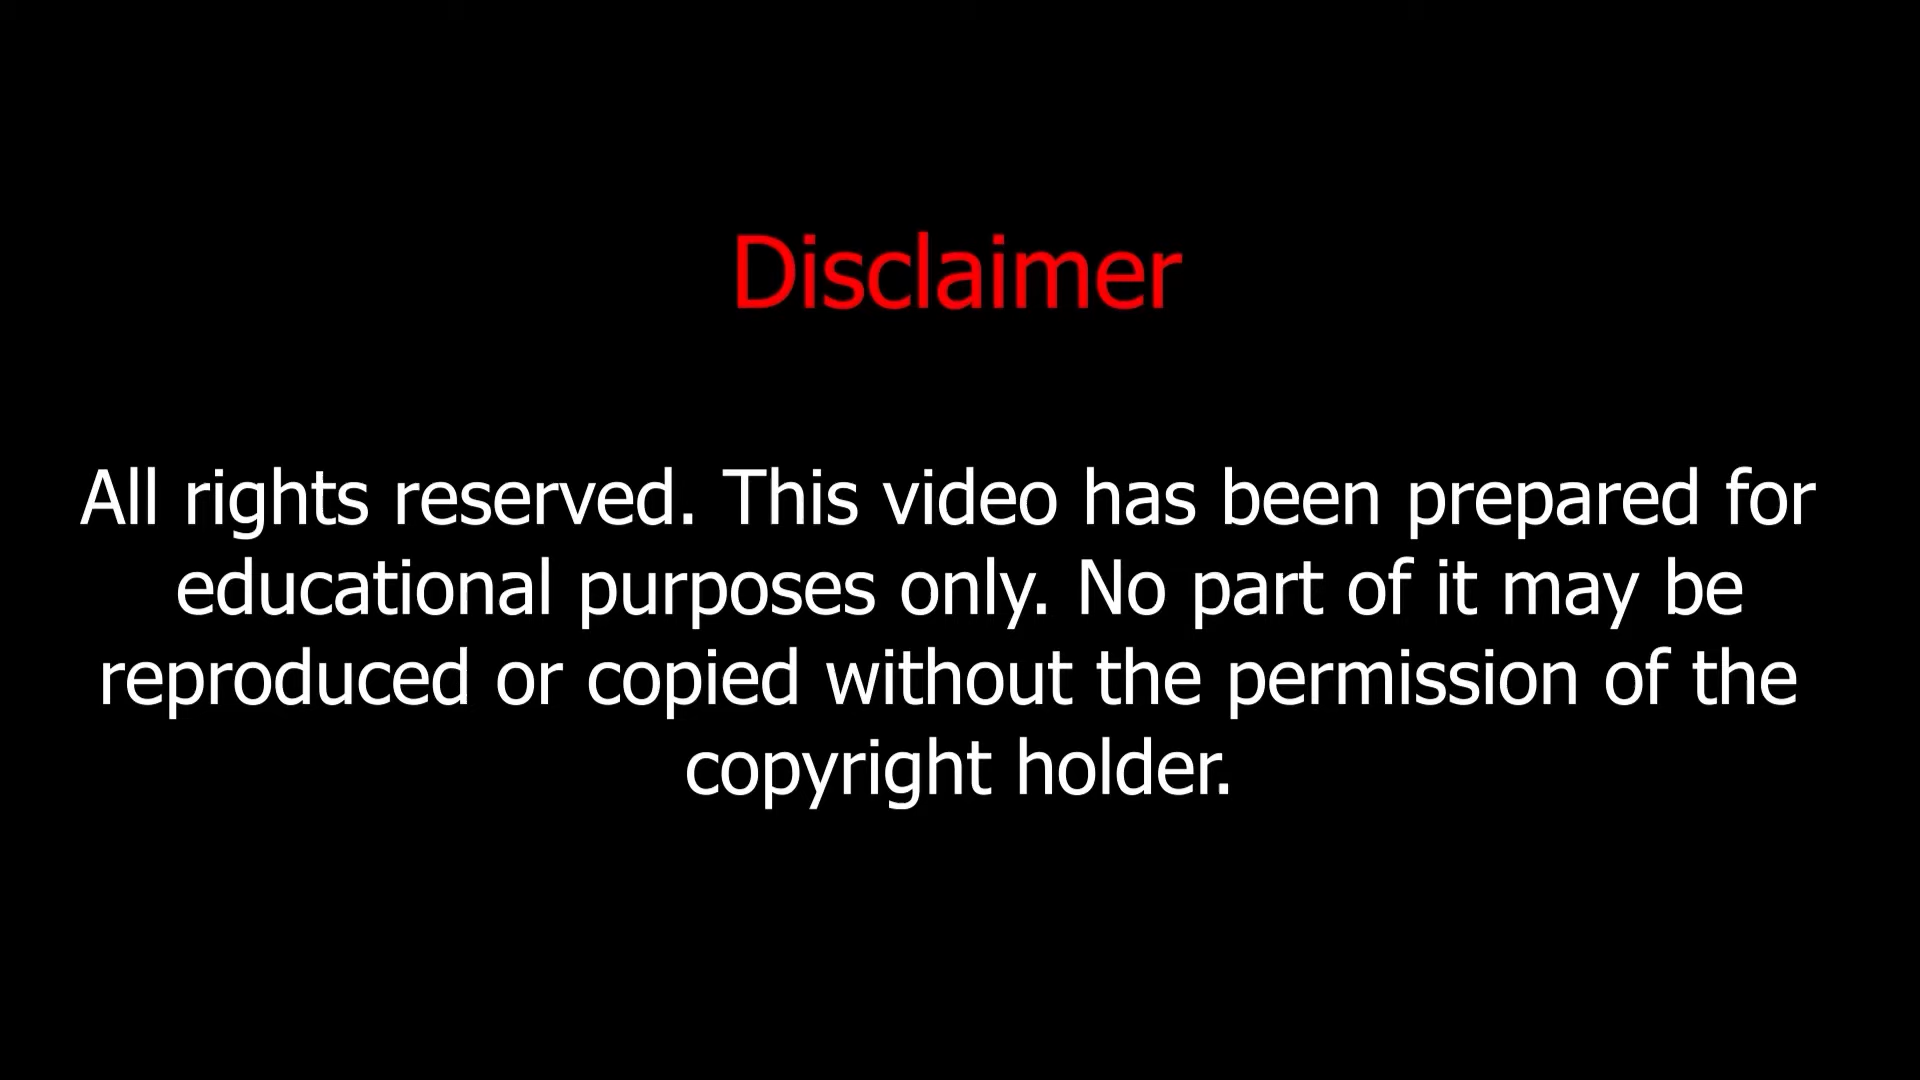 Disclaimer
All rights reserved. This video has been prepared for
educational purposes only. No part of it may be
reproduced or copied without the permission of the
copyright holder.